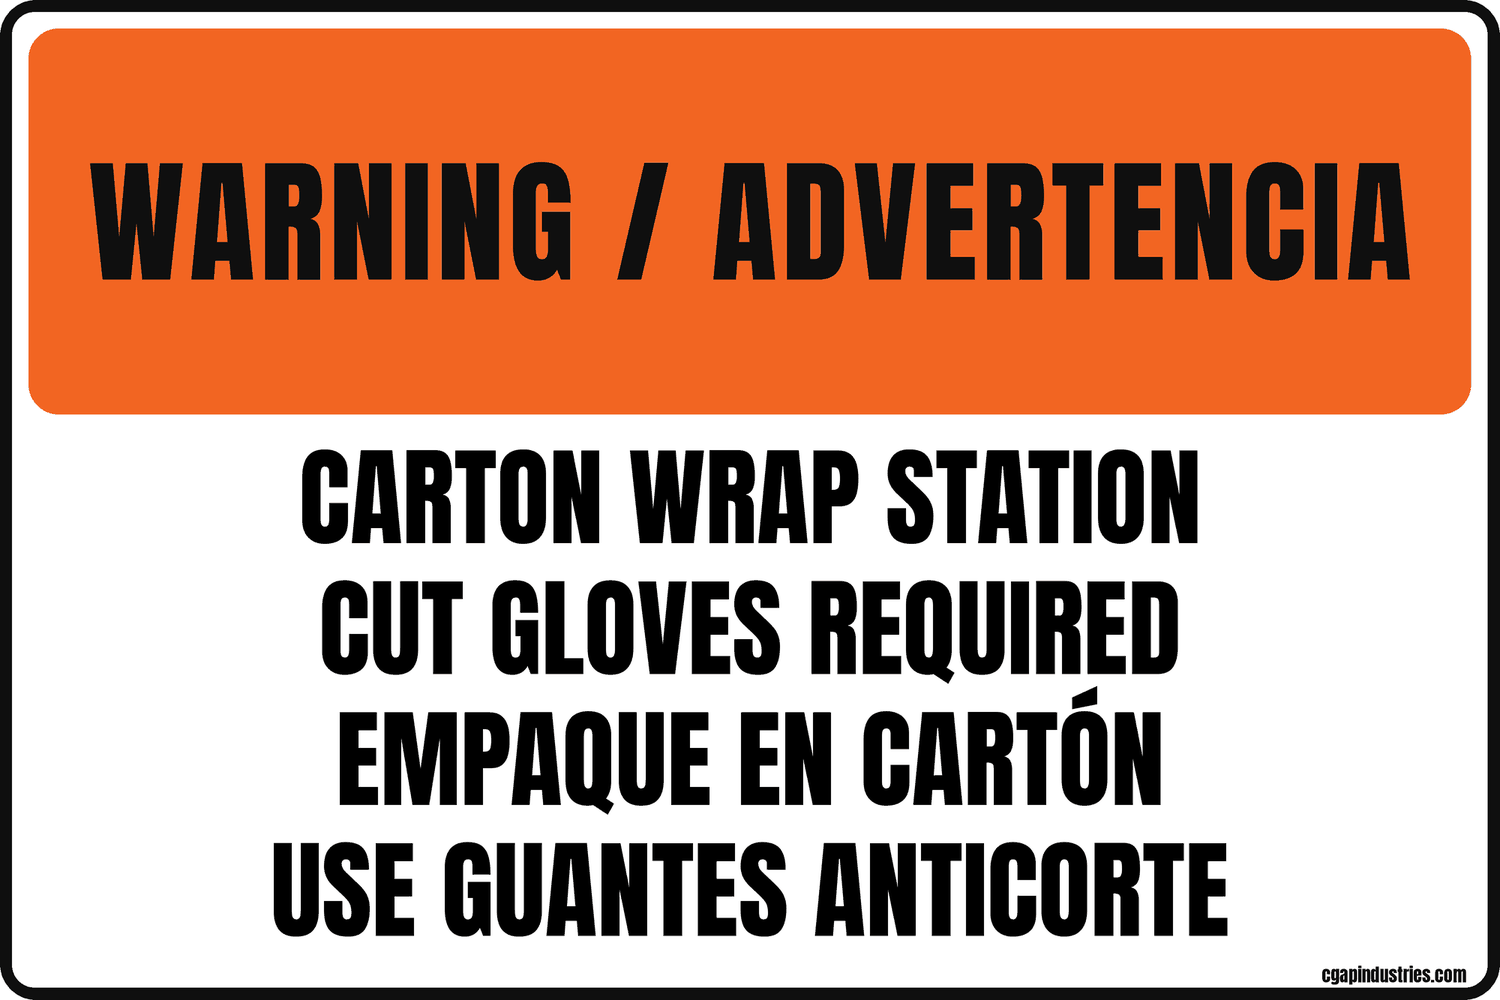 WARNING / ADVERTENCIA
CARTON WRAP STATION
CUT GLOVES REQUIRED
EMPAQUE EN CARTÓN
USE GUANTES ANTICORTE
cgapindustries.com